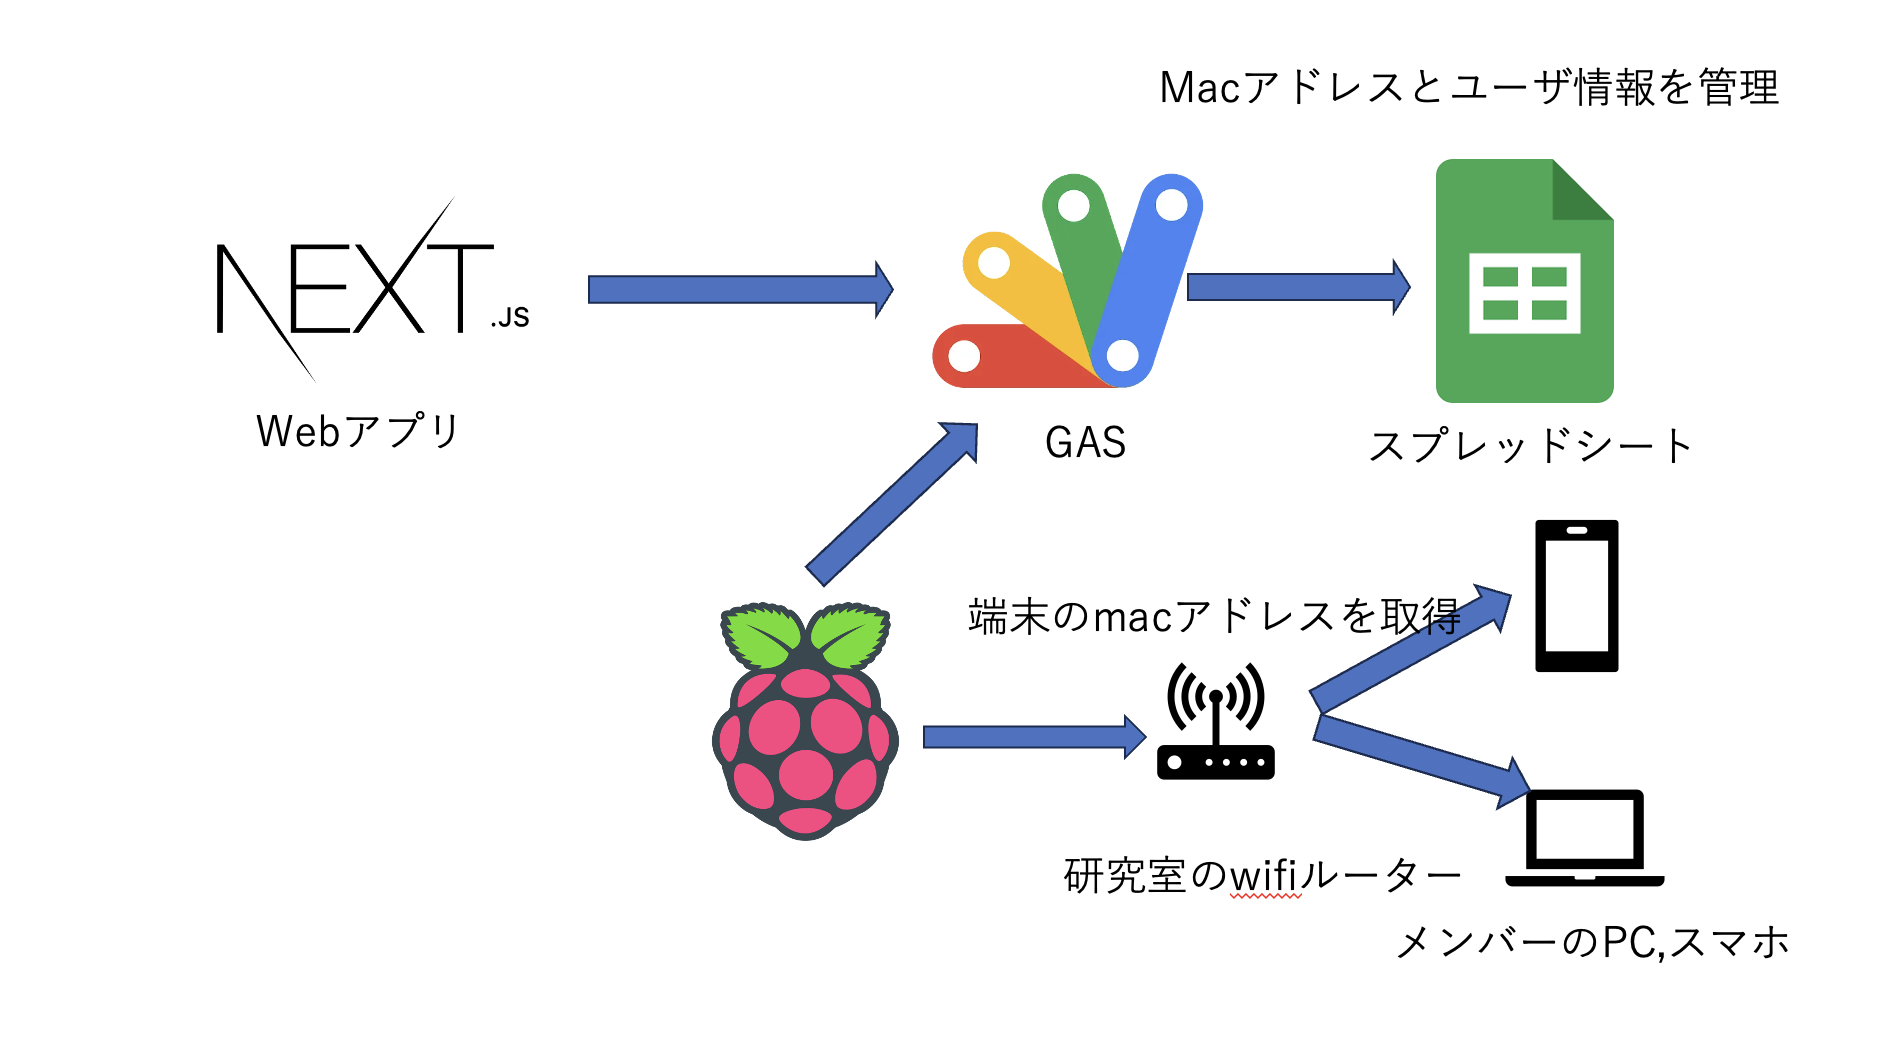 Macアドレスとユーザ情報を管理
NEXT.JS
Webアプリ
GAS
スプレッドシート
端末のmacアドレスを取得
研究室のwifiルーター
メンバーのPC,スマホ